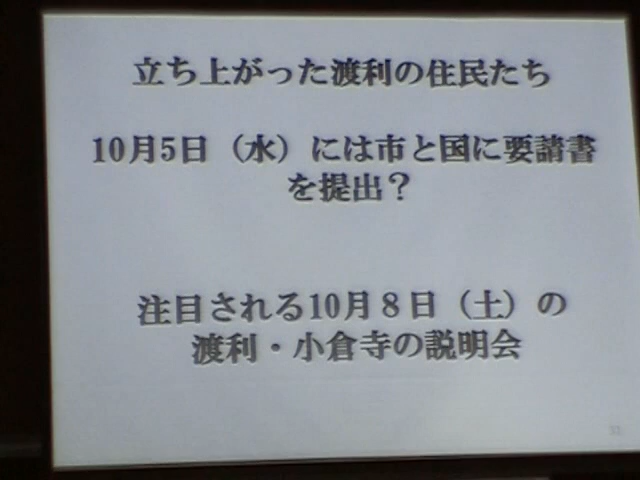 立ち上がった渡利の住民たち
10月5日（水）には市と国に要請書
を提出？
注目される10月８日（土）の
渡利・小倉寺の説明会